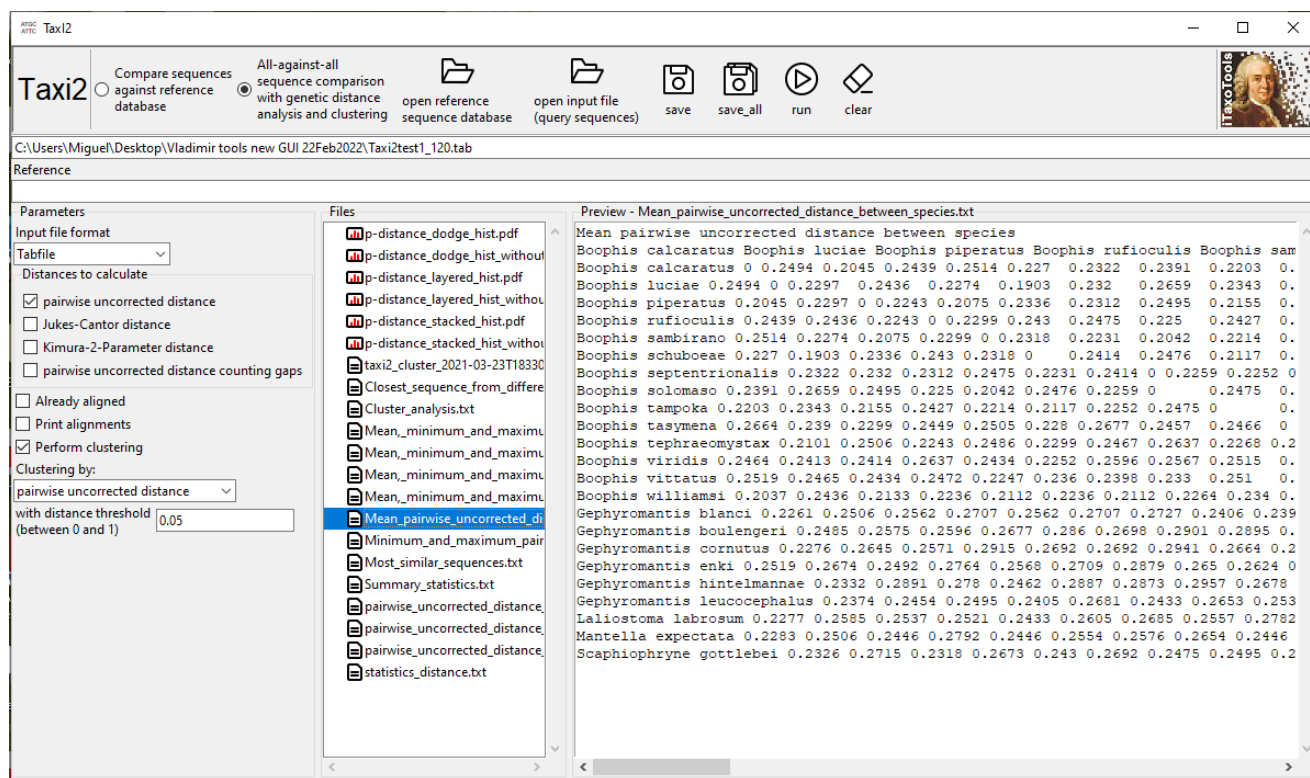 ATGC
ATTC TaxI2
Taxi2
Compare sequences
against reference
database
All-against-all
sequence comparison
with genetic distance
analysis and clustering
open reference
sequence database
open input file
(query sequences)
save
save_all
run
clear
iTaxoTools
C:\Users\Miguel\Desktop\Vladimir tools new GUI 22Feb2022\Taxi2test1_120.tab
Reference
Parameters
Input file format
Tabfile
Distances to calculate
pairwise uncorrected distance
Jukes-Cantor distance
Kimura-2-Parameter distance
pairwise uncorrected distance counting gaps
Already aligned
Print alignments
Perform clustering
Clustering by:
pairwise uncorrected distance
with distance threshold
(between 0 and 1)
0.05
Files
p-distance_dodge_hist.pdf
p-distance_dodge_hist_without
p-distance_layered_hist.pdf
p-distance_layered_hist_withou
p-distance_stacked_hist.pdf
p-distance_stacked_hist_withou
taxi2_cluster_2021-03-23T18330
Closest_sequence_from_differe
Cluster_analysis.txt
Mean,_minimum_and_maximu
Mean,_minimum_and_maximu
Mean,_minimum_and_maximu
Mean,_minimum_and_maximu
Mean_pairwise_uncorrected_di
Minimum_and_maximum_pair
Most_similar_sequences.txt
Summary_statistics.txt
pairwise_uncorrected_distance_
pairwise_uncorrected_distance_
pairwise_uncorrected_distance_
statistics_distance.txt
Preview - Mean_pairwise_uncorrected_distance_between_species.txt
Mean pairwise uncorrected distance between species
Boophis calcaratus Boophis luciae Boophis piperatus Boophis rufioculis Boophis sam
Boophis calcaratus 0 0.2494 0.2045 0.2439 0.2514 0.227 0.2322 0.2391 0.2203 0.
Boophis luciae 0.2494 0 0.2297 0.2436 0.2274 0.1903 0.232 0.2659 0.2343 0.
Boophis piperatus 0.2045 0.2297 0 0.2243 0.2075 0.2336 0.2312 0.2495 0.2155 0.
Boophis rufioculis 0.2439 0.2436 0.2243 0 0.2299 0.243 0.2475 0.225 0.2427 0.
Boophis sambirano 0.2514 0.2274 0.2075 0.2299 0 0.2318 0.2231 0.2042 0.2214 0.
Boophis schuboeae 0.227 0.1903 0.2336 0.243 0.2318 0 0.2414 0.2476 0.2117 0.
Boophis septentrionalis 0.2322 0.232 0.2312 0.2475 0.2231 0.2414 0 0.2259 0.2252 0
Boophis solomaso 0.2391 0.2659 0.2495 0.225 0.2042 0.2476 0.2259 0 0.2475 0.
Boophis tampoka 0.2203 0.2343 0.2155 0.2427 0.2214 0.2117 0.2252 0.2475 0 0.
Boophis tasymena 0.2664 0.239 0.2299 0.2449 0.2505 0.228 0.2677 0.2457 0.2466 0
Boophis tephraeomystax 0.2101 0.2506 0.2243 0.2486 0.2299 0.2467 0.2637 0.2268 0.2
Boophis viridis 0.2464 0.2413 0.2414 0.2637 0.2434 0.2252 0.2596 0.2567 0.2515 0.
Boophis vittatus 0.2519 0.2465 0.2434 0.2472 0.2247 0.236 0.2398 0.233 0.251 0.
Boophis williamsi 0.2037 0.2436 0.2133 0.2236 0.2112 0.2236 0.2112 0.2264 0.234 0.
Gephyromantis blanci 0.2261 0.2506 0.2562 0.2707 0.2562 0.2707 0.2727 0.2406 0.239
Gephyromantis boulengeri 0.2485 0.2575 0.2596 0.2677 0.286 0.2698 0.2901 0.2895 0.
Gephyromantis cornutus 0.2276 0.2645 0.2571 0.2915 0.2692 0.2692 0.2941 0.2664 0.2
Gephyromantis enki 0.2519 0.2674 0.2492 0.2764 0.2568 0.2709 0.2879 0.265 0.2624 0
Gephyromantis hintelmannae 0.2332 0.2891 0.278 0.2462 0.2887 0.2873 0.2957 0.2678
Gephyromantis leucocephalus 0.2374 0.2454 0.2495 0.2405 0.2681 0.2433 0.2653 0.253
Laliostoma labrosum 0.2277 0.2585 0.2537 0.2521 0.2433 0.2605 0.2685 0.2557 0.2782
Mantella expectata 0.2283 0.2506 0.2446 0.2792 0.2446 0.2554 0.2576 0.2654 0.2446
Scaphiophryne gottlebei 0.2326 0.2715 0.2318 0.2673 0.243 0.2692 0.2475 0.2495 0.2